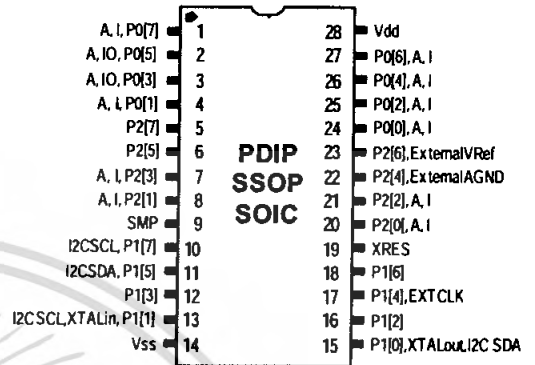 A, I, P0[7] 1 28 Vdd
A, IO, P0[5] 2 27 P0[6], A, I
A, IO, P0[3] 3 26 P0[4], A, I
A, I, P0[1] 4 25 P0[2], A, I
P2[7] 5 24 P0[0], A, I
P2[5] 6 PDIP 23 P2[6], ExternalVRef
A, I, P2[3] 7 SSOP 22 P2[4], ExternalAGND
A, I, P2[1] 8 SOIC 21 P2[2], A, I
SMP 9 20 P2[0], A, I
I2CSCL, P1[7] 10 19 XRES
I2CSDA, P1[5] 11 18 P1[6]
P1[3] 12 17 P1[4], EXTCLK
I2CSCL, XTALin, P1[1] 13 16 P1[2]
Vss 14 15 P1[0], XTALout, I2C SDA